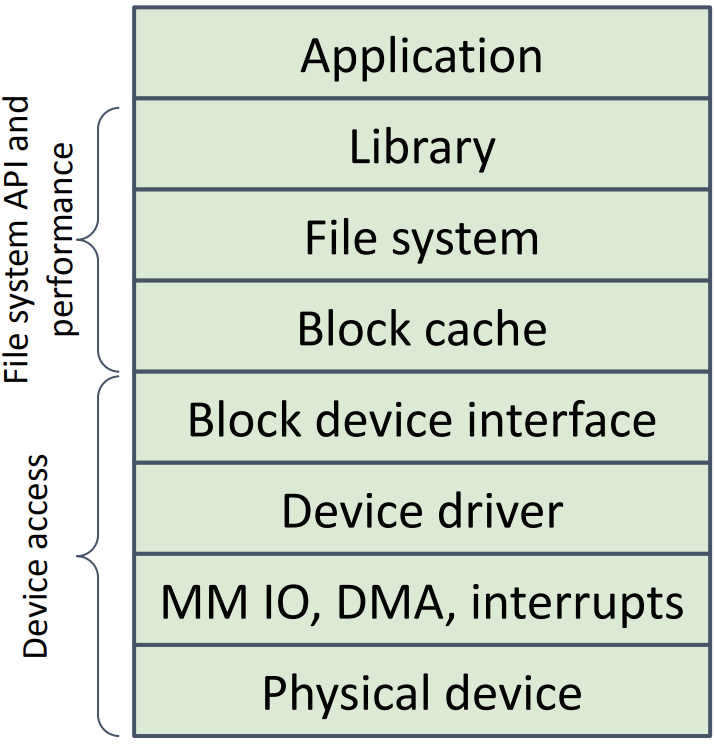 Application
File system API and
performance
Library
File system
Block cache
Device access
Block device interface
Device driver
MM IO, DMA, interrupts
Physical device